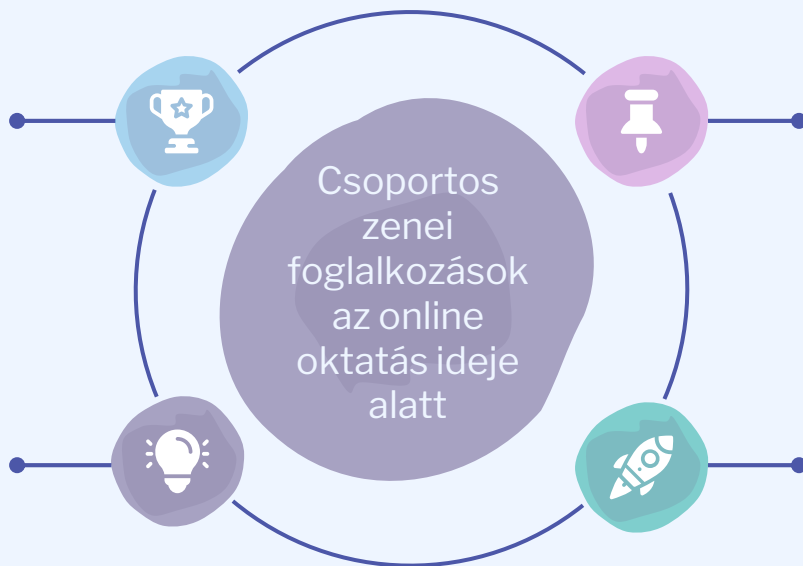 Csoportos
zenei
foglalkozások
az online
oktatás ideje
alatt